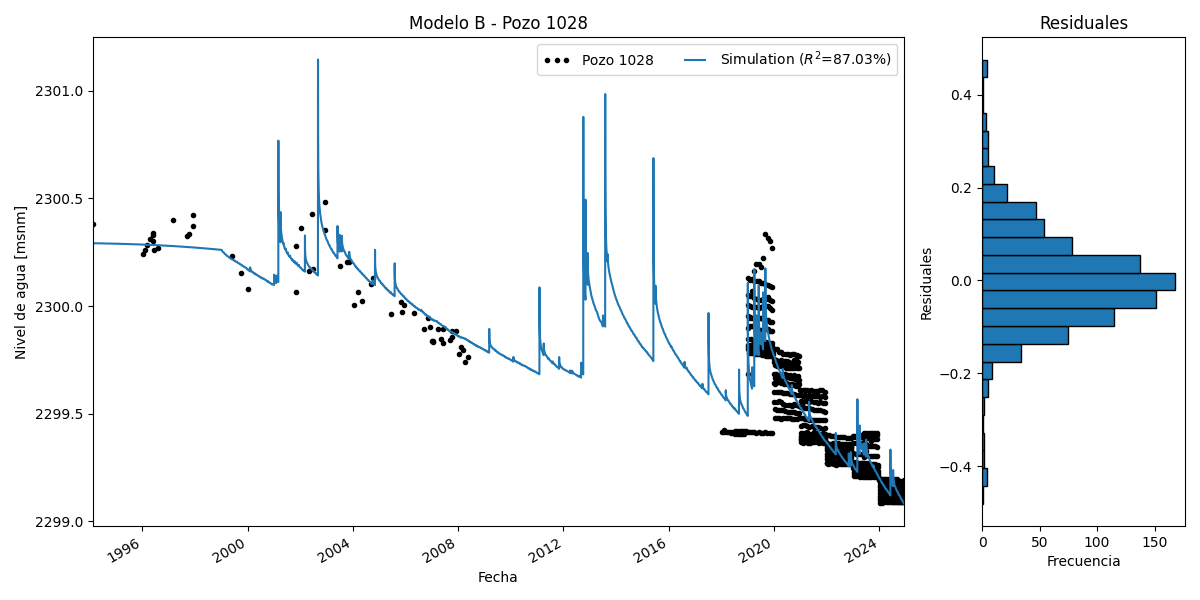 Modelo B - Pozo 1028
Pozo 1028
Simulation (R²=87.03%)
Nivel de agua [msnm]
2301.0
2300.5
2300.0
2299.5
2299.0
1996
2000
2004
2008
2012
2016
2020
2024
Fecha
Residuales
Residuales
0.4
0.2
0.0
−0.2
−0.4
0
50
100
150
Frecuencia